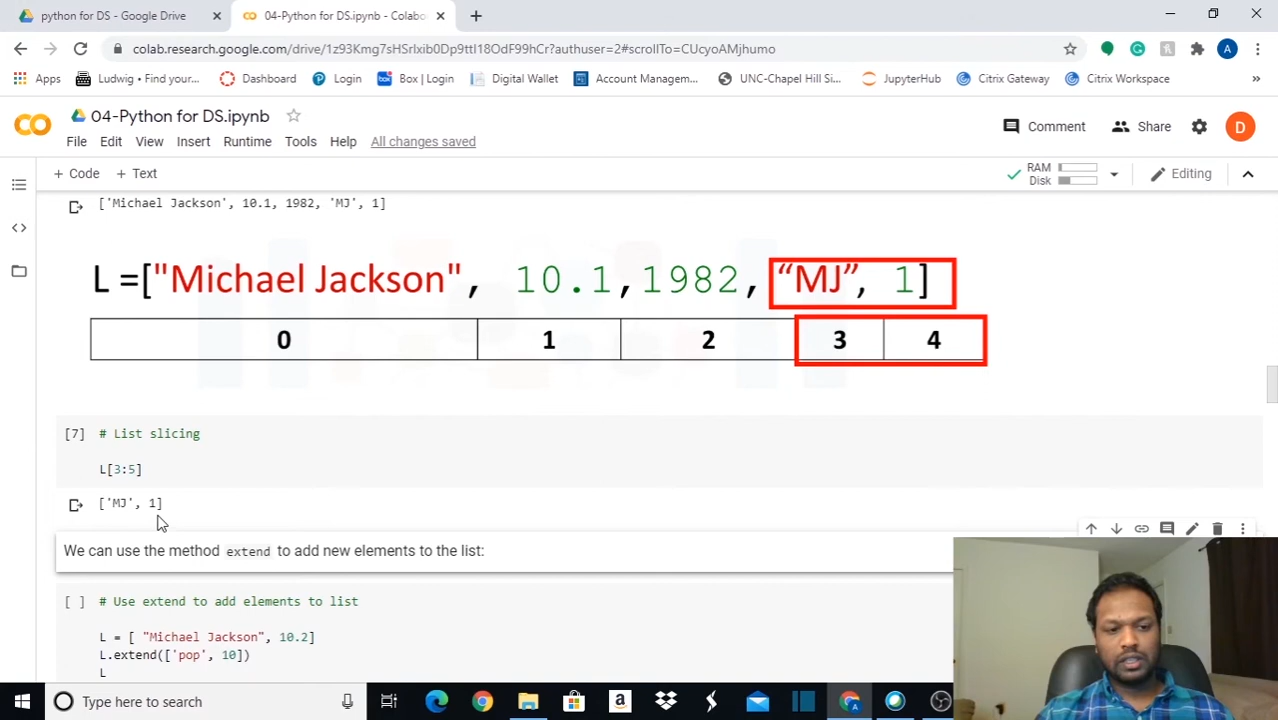 python for DS - Google Drive
04-Python for DS.ipynb - Colabo
colab.research.google.com/drive/1z93Kmg7sHSrlxib0Dp9ttl18OdF99hCr?authuser=2#scrollTo=CUcyoAMjhumo
A
Apps Ludwig • Find your... Dashboard Login Box | Login Digital Wallet Account Managem... UNC-Chapel Hill Si... JupyterHub Citrix Gateway Citrix Workspace »
04-Python for DS.ipynb
Comment Share D
File Edit View Insert Runtime Tools Help All changes saved
+ Code + Text RAM Disk Editing
['Michael Jackson', 10.1, 1982, 'MJ', 1]
L =["Michael Jackson", 10.1,1982, “MJ”, 1]
0 1 2 3 4
[7] # List slicing
L[3:5]
['MJ', 1]
We can use the method extend to add new elements to the list:
[ ] # Use extend to add elements to list
L = [ "Michael Jackson", 10.2]
L.extend(['pop', 10])
L
Type here to search